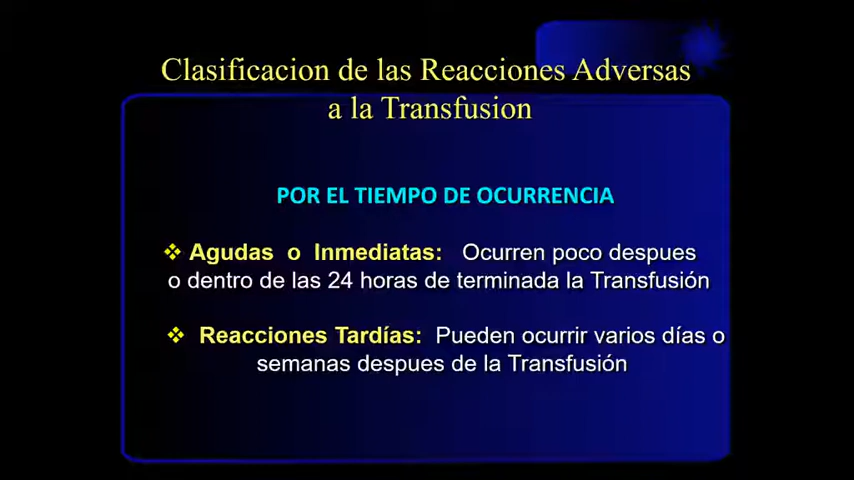 Clasificacion de las Reacciones Adversas
a la Transfusion
POR EL TIEMPO DE OCURRENCIA
❖ Agudas o Inmediatas: Ocurren poco despues
o dentro de las 24 horas de terminada la Transfusión
❖ Reacciones Tardías: Pueden ocurrir varios días o
semanas despues de la Transfusión